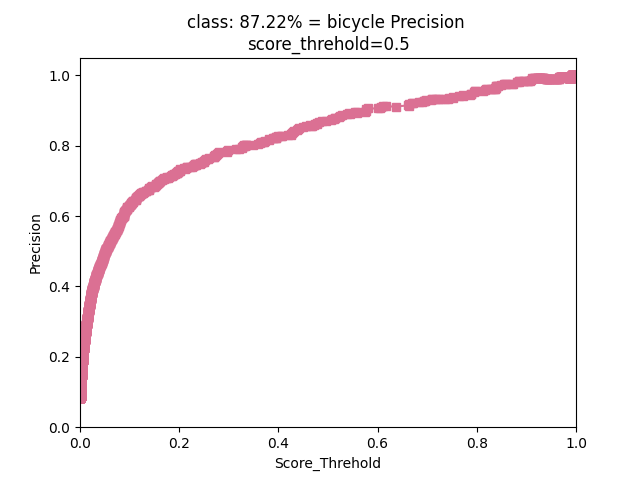 class: 87.22% = bicycle Precision
score_threhold=0.5
1.0
0.8
0.6
0.4
0.2
0.0
Precision
0.0 0.2 0.4 0.6 0.8 1.0
Score_Threhold